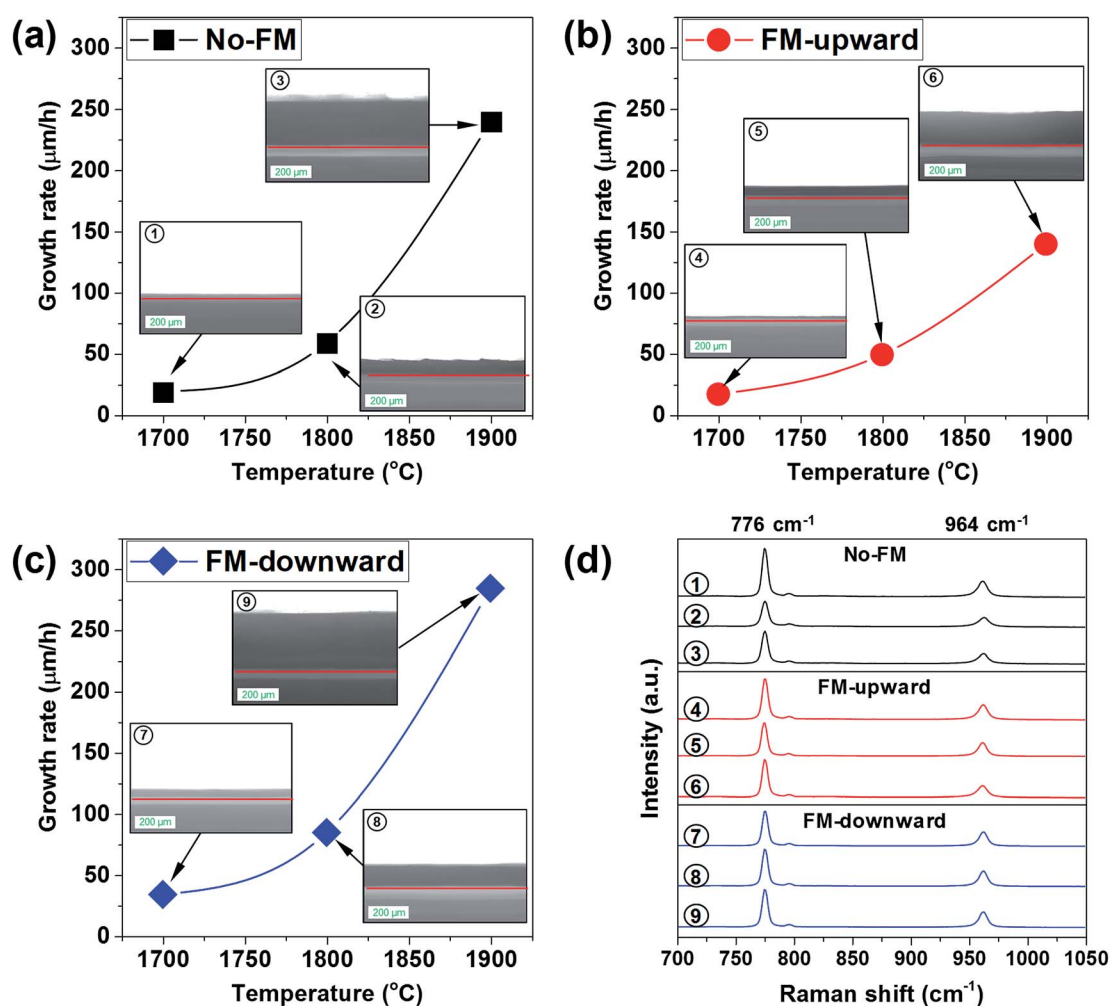 (a)
No-FM
300
250
200
150
100
50
0
Growth rate (μm/h)
③
200 μm
①
200 μm
②
200 μm
1700 1750 1800 1850 1900
Temperature (°C)
(b)
FM-upward
300
250
200
150
100
50
0
Growth rate (μm/h)
⑥
200 μm
⑤
200 μm
④
200 μm
1700 1750 1800 1850 1900
Temperature (°C)
(c)
FM-downward
300
250
200
150
100
50
0
Growth rate (μm/h)
⑨
200 μm
⑦
200 μm
⑧
200 μm
1700 1750 1800 1850 1900
Temperature (°C)
(d)
776 cm⁻¹ 964 cm⁻¹
Intensity (a.u.)
No-FM
①
②
③
FM-upward
④
⑤
⑥
FM-downward
⑦
⑧
⑨
700 750 800 850 900 950 1000 1050
Raman shift (cm⁻¹)